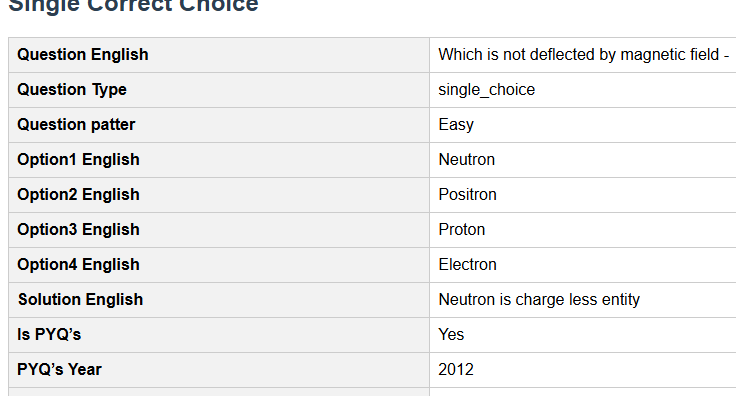 Single Correct Choice
Question English Which is not deflected by magnetic field -
Question Type single_choice
Question patter Easy
Option1 English Neutron
Option2 English Positron
Option3 English Proton
Option4 English Electron
Solution English Neutron is charge less entity
Is PYQ’s Yes
PYQ’s Year 2012